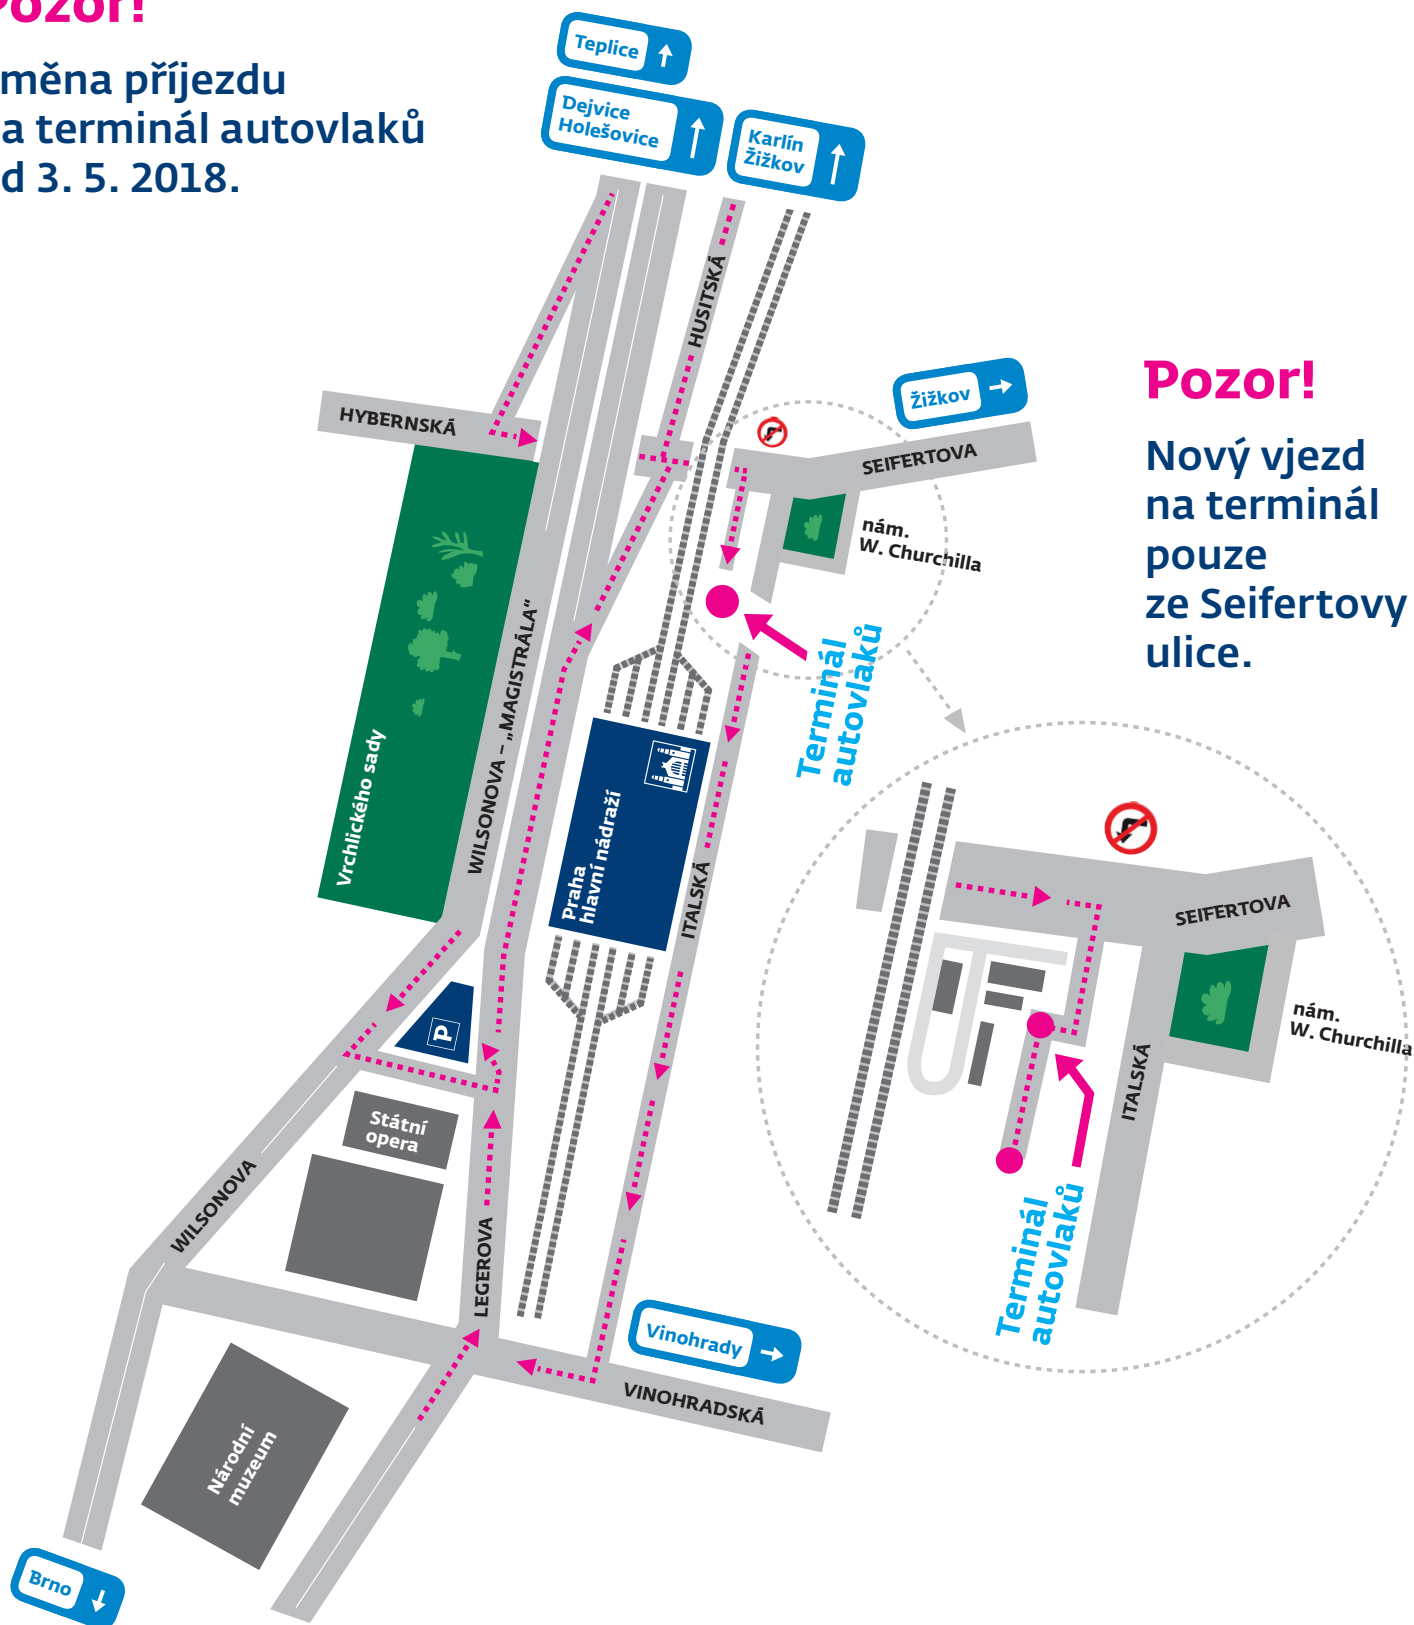 Pozor!
měna příjezdu
a terminál autovlaků
d 3. 5. 2018.
Teplice
Dejvice
Holešovice
Karlín
Žižkov
HUSITSKÁ
Žižkov
HYBERNSKÁ
SEIFERTOVA
nám.
W. Churchilla
Pozor!
Nový vjezd
na terminál
pouze
ze Seifertovy
ulice.
Terminál
autovlaků
WILSONOVA – „MAGISTRÁLA“
Vrchlického sady
Praha
hlavní nádraží
ITALSKÁ
P
Státní
opera
WILSONOVA
LEGEROVA
Vinohrady
VINOHRADSKÁ
Národní
muzeum
Brno
SEIFERTOVA
nám.
W. Churchilla
ITALSKÁ
Terminál
autovlaků